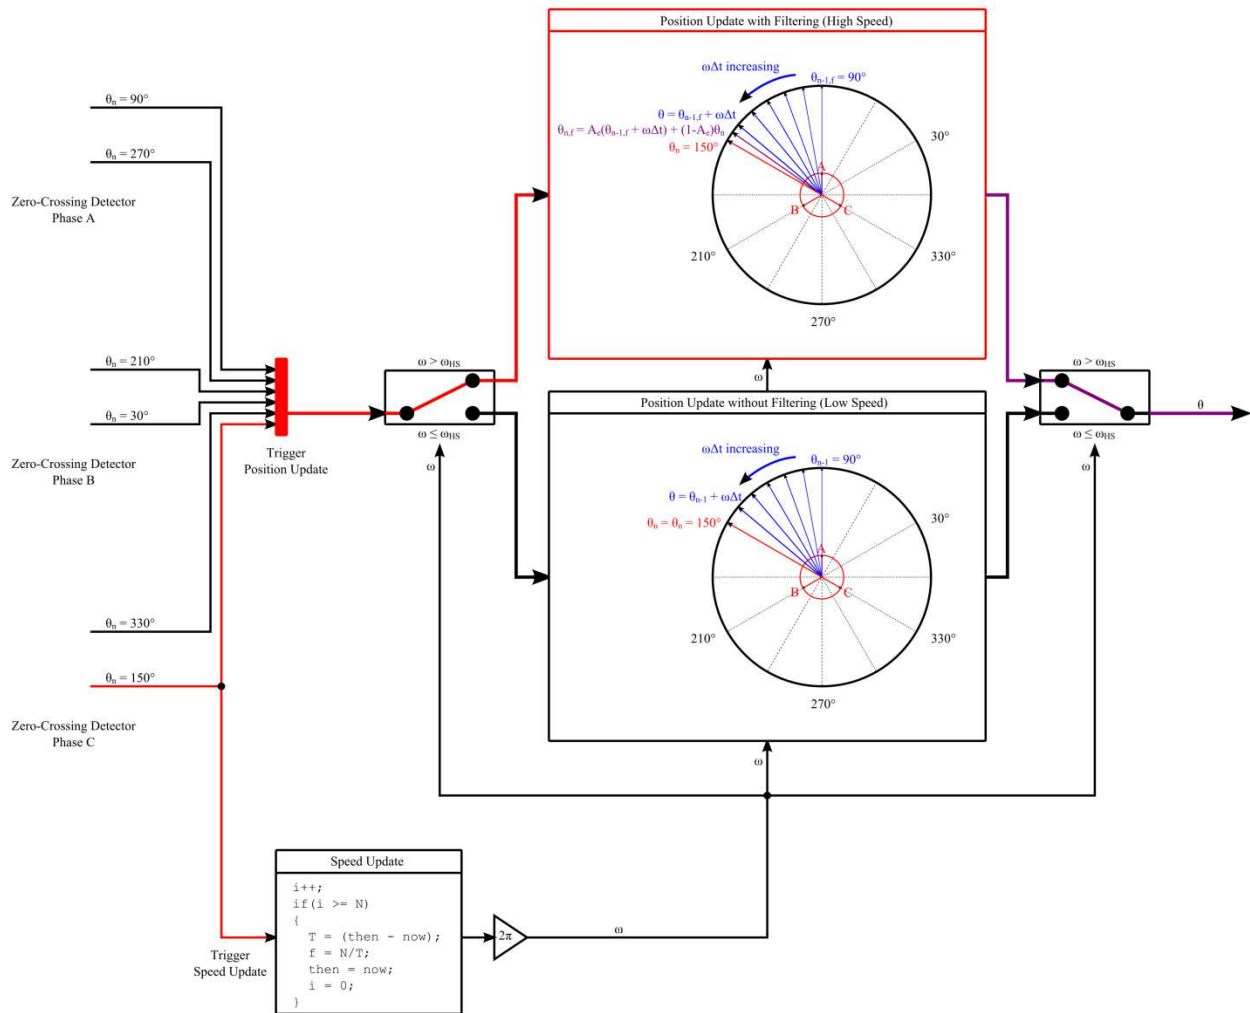 Position Update with Filtering (High Speed)
ωΔt increasing
θn-1,f = 90°
θ = θn-1,f + ωΔt
θn,f = Ae(θn-1,f + ωΔt) + (1-Ae)θn
θn = 150°
30°
A
B
C
210°
330°
270°
θn = 90°
θn = 270°
Zero-Crossing Detector
Phase A
θn = 210°
θn = 30°
Zero-Crossing Detector
Phase B
θn = 330°
θn = 150°
Zero-Crossing Detector
Phase C
Trigger
Position Update
ω > ωHS
ω ≤ ωHS
ω
ω
Position Update without Filtering (Low Speed)
ωΔt increasing
θn-1 = 90°
θ = θn-1 + ωΔt
θn = θn = 150°
30°
A
B
C
210°
330°
270°
ω > ωHS
ω ≤ ωHS
ω
θ
ω
Speed Update
i++;
if(i >= N)
{
T = (then - now);
f = N/T;
then = now;
i = 0;
}
Trigger
Speed Update
2π
ω